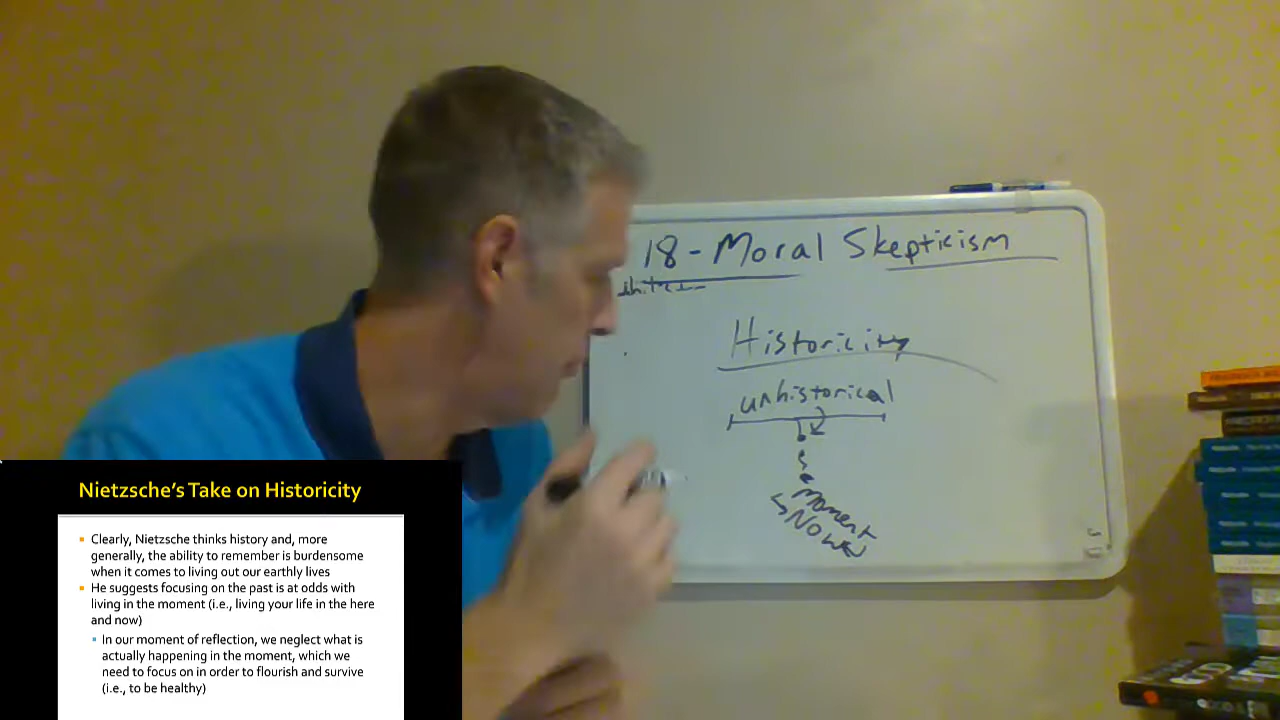 18 - Moral Skepticism
Historicity
unhistorical
Moment
Nietzsche's Take on Historicity
Clearly, Nietzsche thinks history and, more
generally, the ability to remember is burdensome
when it comes to living out our earthly lives
He suggests focusing on the past is at odds with
living in the moment (i.e., living your life in the here
and now)
In our moment of reflection, we neglect what is
actually happening in the moment, which we
need to focus on in order to flourish and survive
(i.e., to be healthy)